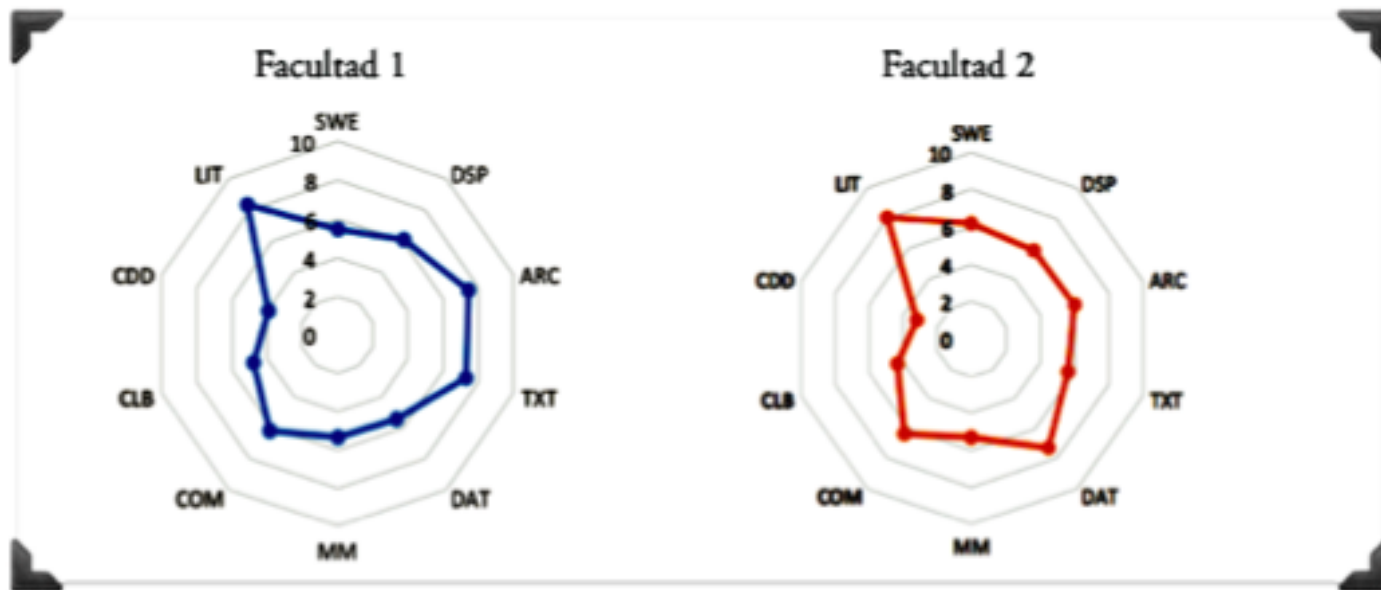 Facultad 1
SWE
10
8
6
4
2
0
DSP
ARC
TXT
DAT
MM
COM
CLB
CDD
LIT
Facultad 2
SWE
10
8
6
4
2
0
DSP
ARC
TXT
DAT
MM
COM
CLB
CDD
LIT